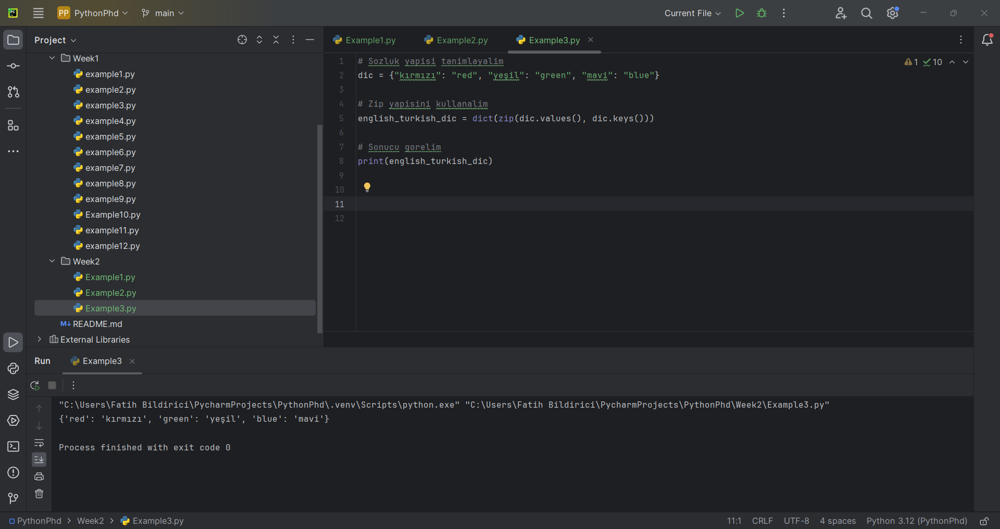 PP PythonPhd main Current File
Project
Week1
example1.py
example2.py
example3.py
example4.py
example5.py
example6.py
example7.py
example8.py
example9.py
Example10.py
example11.py
example12.py
Week2
Example1.py
Example2.py
Example3.py
M↓ README.md
External Libraries
Example1.py Example2.py Example3.py
1 # Sozluk yapisi tanimlayalim
2 dic = {"kırmızı": "red", "yeşil": "green", "mavi": "blue"}
3
4 # Zip yapisini kullanalim
5 english_turkish_dic = dict(zip(dic.values(), dic.keys()))
6
7 # Sonucu gorelim
8 print(english_turkish_dic)
9
10
11
12
1 10
Run Example3
"C:\Users\Fatih Bildirici\PycharmProjects\PythonPhd\.venv\Scripts\python.exe" "C:\Users\Fatih Bildirici\PycharmProjects\PythonPhd\Week2\Example3.py"
{'red': 'kırmızı', 'green': 'yeşil', 'blue': 'mavi'}
Process finished with exit code 0
PythonPhd > Week2 > Example3.py 11:1 CRLF UTF-8 4 spaces Python 3.12 (PythonPhd)